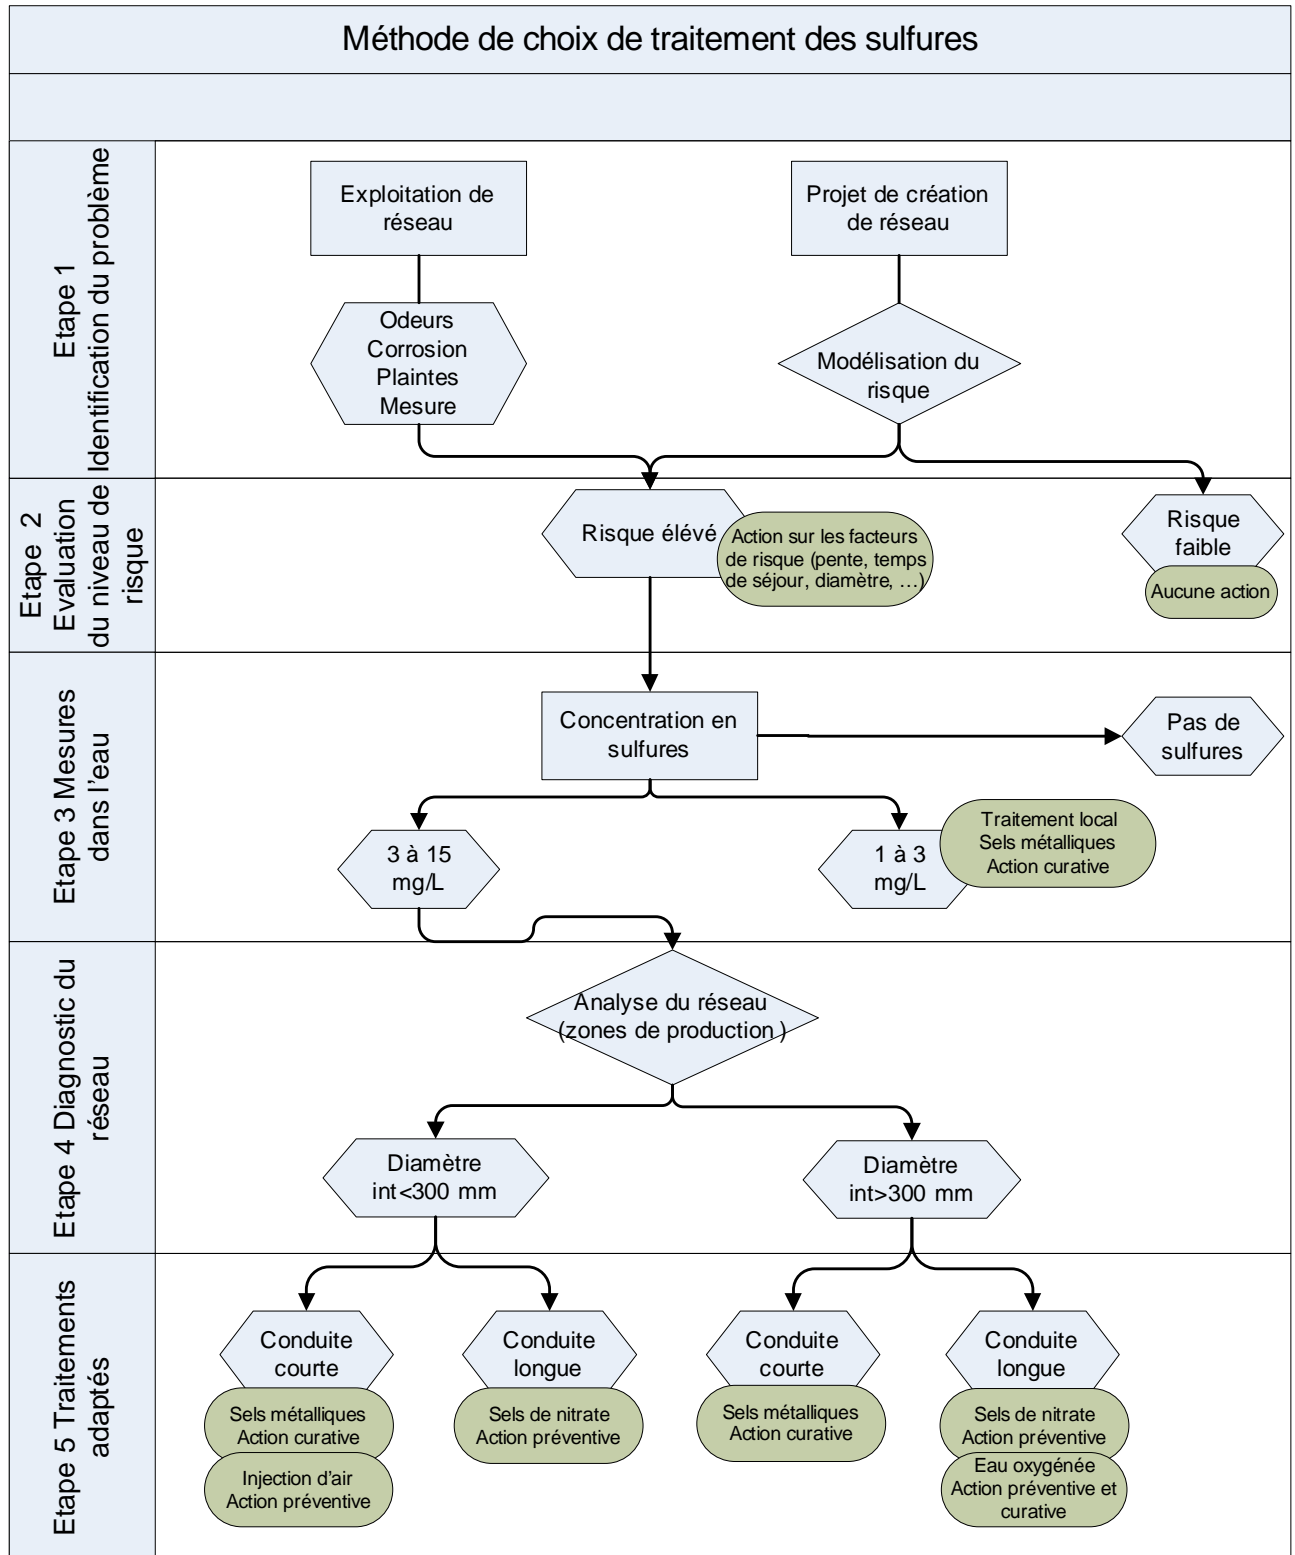 Méthode de choix de traitement des sulfures
Etape 1
Identification du problème
Exploitation de
réseau
Projet de création
de réseau
Odeurs
Corrosion
Plaintes
Mesure
Modélisation du
risque
Etape 2
Evaluation
du niveau de
risque
Risque élévé
Action sur les facteurs
de risque (pente, temps
de séjour, diamètre, …)
Risque
faible
Aucune action
Etape 3 Mesures
dans l'eau
Concentration en
sulfures
Pas de
sulfures
3 à 15
mg/L
1 à 3
mg/L
Traitement local
Sels métalliques
Action curative
Etape 4 Diagnostic du
réseau
Analyse du réseau
(zones de production )
Diamètre
int<300 mm
Diamètre
int>300 mm
Etape 5 Traitements
adaptés
Conduite
courte
Sels métalliques
Action curative
Injection d'air
Action préventive
Conduite
longue
Sels de nitrate
Action préventive
Conduite
courte
Sels métalliques
Action curative
Conduite
longue
Sels de nitrate
Action préventive
Eau oxygénée
Action préventive et
curative